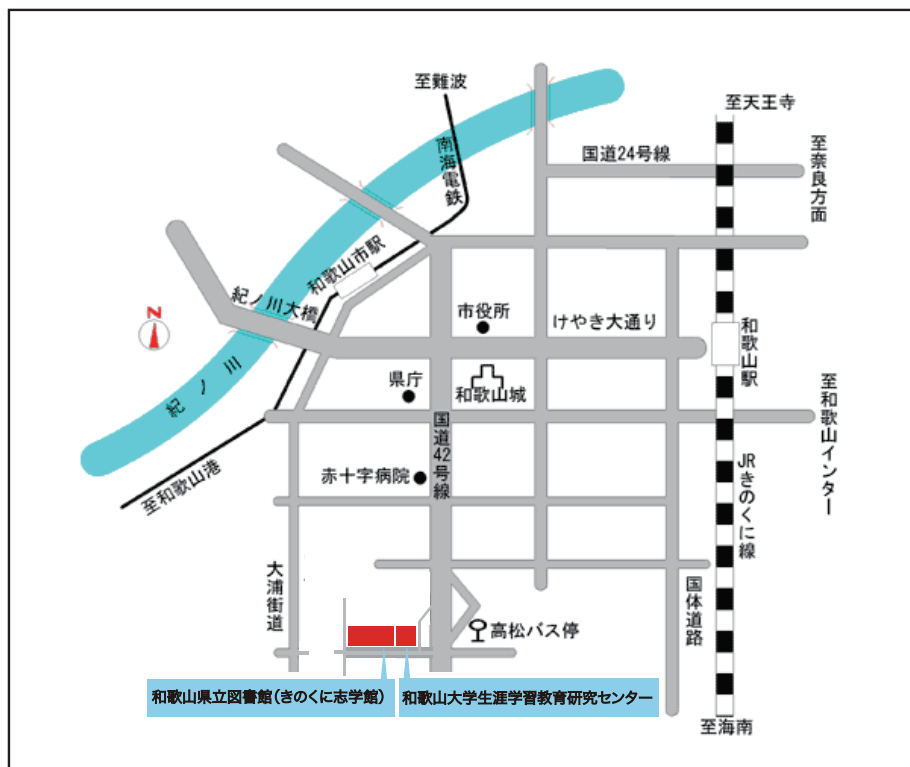 至難波
至天王寺
南海電鉄
国道24号線
至奈良方面
和歌山市駅
紀ノ川大橋
N
市役所
けやき大通り
和歌山駅
紀ノ川
県庁
和歌山城
至和歌山インター
国道42号線
赤十字病院
JRきのくに線
至和歌山港
大浦街道
国体道路
高松バス停
和歌山県立図書館(きのくに志学館)
和歌山大学生涯学習教育研究センター
至海南